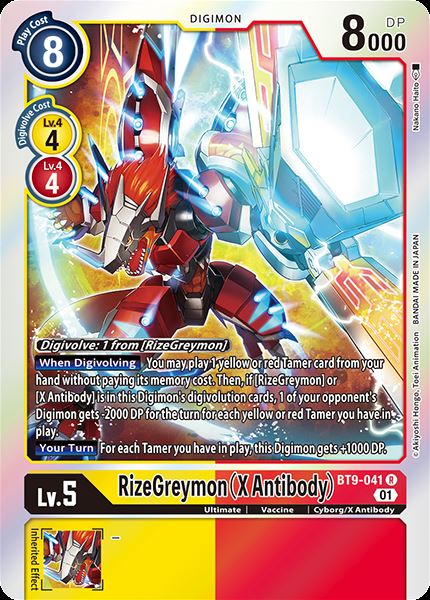 Play Cost
8
DIGIMON
DP
8000
Digivolve Cost
Lv.4
4
Lv.4
4
Nakano Haito
©Akiyoshi Hongo, Toei Animation BANDAI MADE IN JAPAN
Digivolve: 1 from [RizeGreymon]
When Digivolving You may play 1 yellow or red Tamer card from your
hand without paying its memory cost. Then, if [RizeGreymon] or
[X Antibody] is in this Digimon's digivolution cards, 1 of your opponent's
Digimon gets -2000 DP for the turn for each yellow or red Tamer you have in
play.
Your Turn For each Tamer you have in play, this Digimon gets +1000 DP.
Lv.5
RizeGreymon (X Antibody)
BT9-041 R
01
Ultimate | Vaccine | Cyborg/X Antibody
Inherited Effect
-